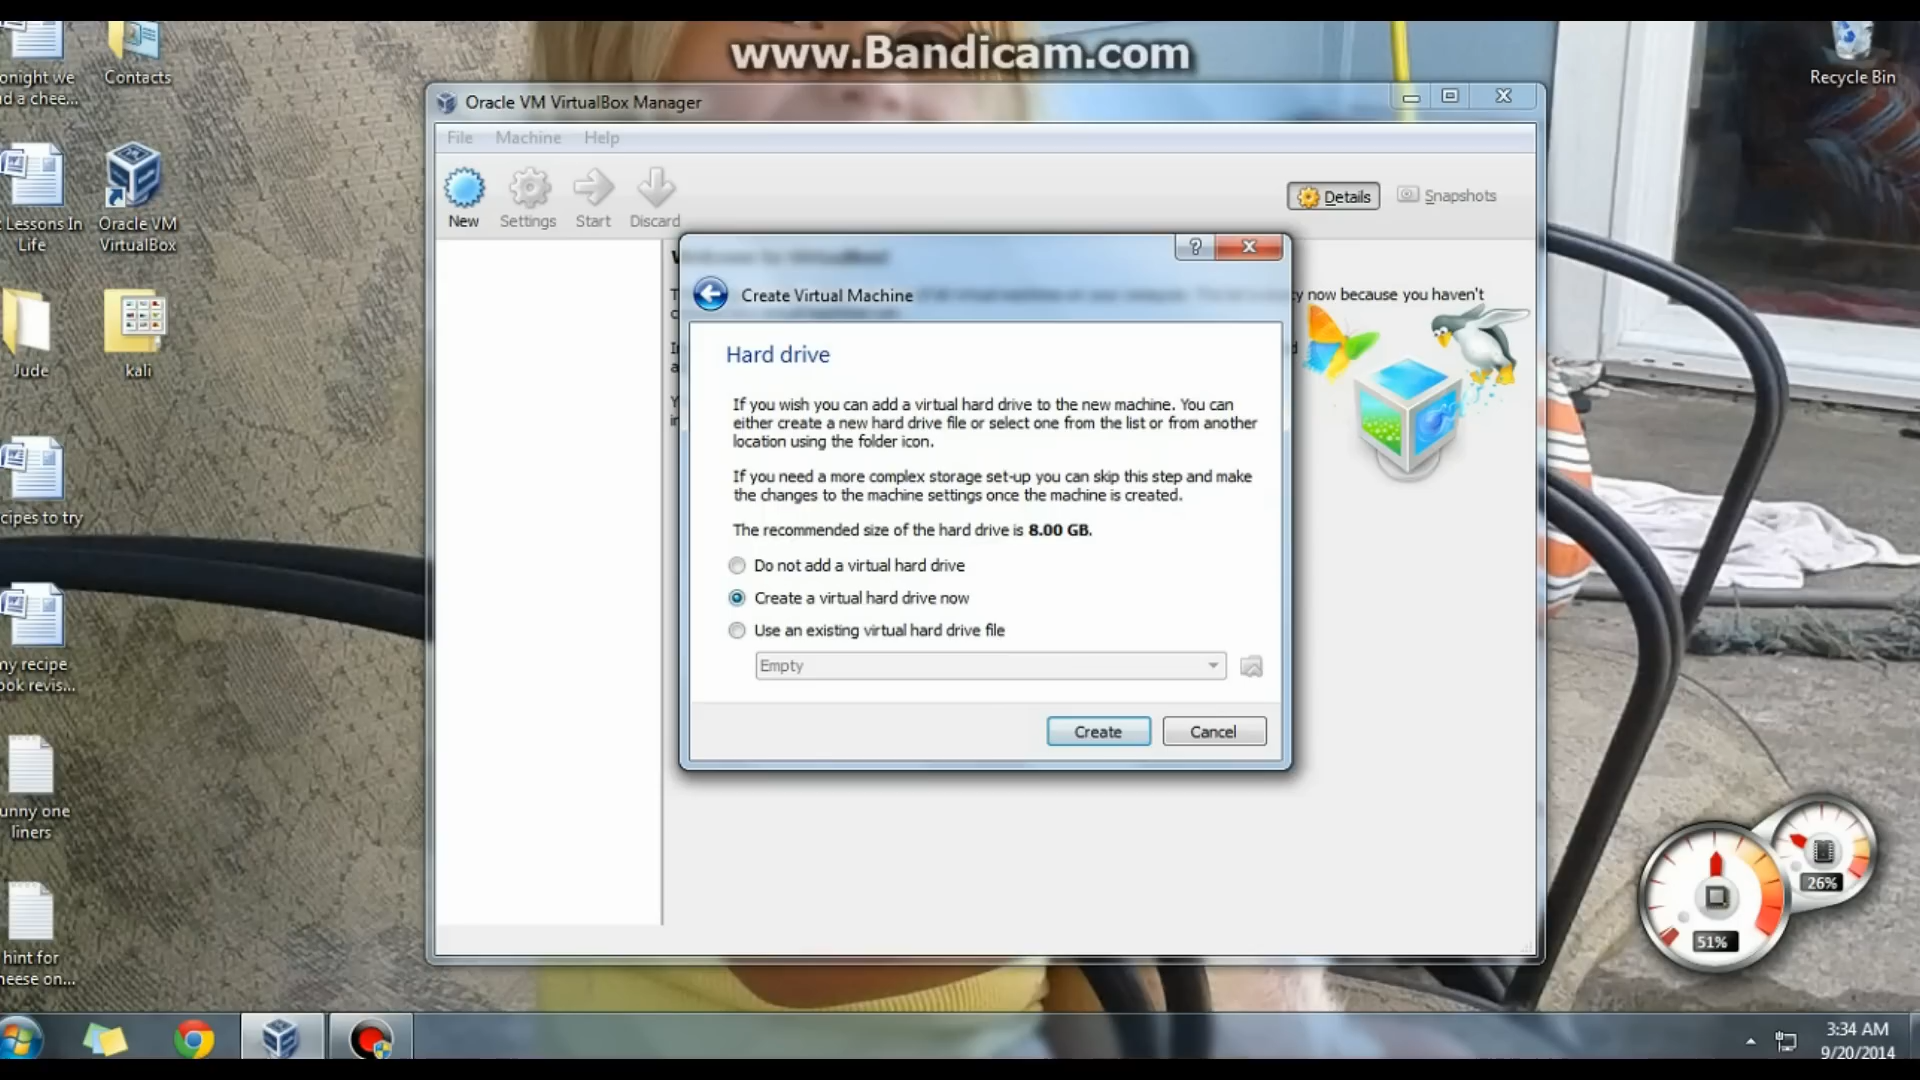 www.Bandicam.com
onight we
d a chee...
Contacts
Recycle Bin
Oracle VM VirtualBox Manager
File Machine Help
New Settings Start Discard
Details Snapshots
Lessons In
Life
Oracle VM
VirtualBox
Jude
kali
cipes to try
my recipe
ook revis...
unny one
liners
hint for
heese on...
y now because you haven't
Create Virtual Machine
Hard drive
If you wish you can add a virtual hard drive to the new machine. You can
either create a new hard drive file or select one from the list or from another
location using the folder icon.
If you need a more complex storage set-up you can skip this step and make
the changes to the machine settings once the machine is created.
The recommended size of the hard drive is 8.00 GB.
Do not add a virtual hard drive
Create a virtual hard drive now
Use an existing virtual hard drive file
Empty
Create Cancel
26%
51%
3:34 AM
9/20/2014